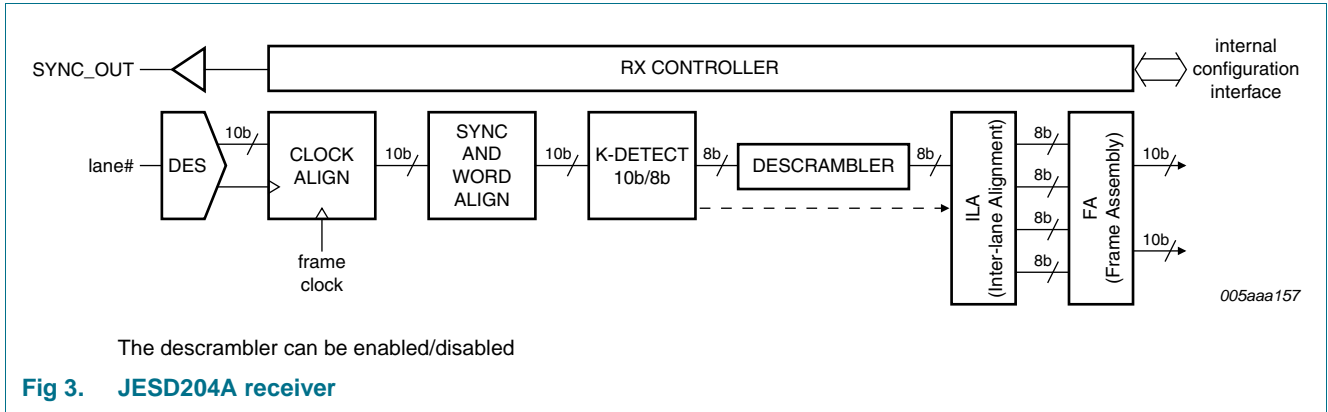 SYNC_OUT
RX CONTROLLER
internal
configuration
interface
lane#
DES
10b
CLOCK
ALIGN
frame
clock
10b
SYNC
AND
WORD
ALIGN
10b
K-DETECT
10b/8b
8b
DESCRAMBLER
8b
ILA
(Inter-lane Alignment)
8b
8b
8b
8b
FA
(Frame Assembly)
10b
10b
005aaa157
The descrambler can be enabled/disabled
Fig 3. JESD204A receiver